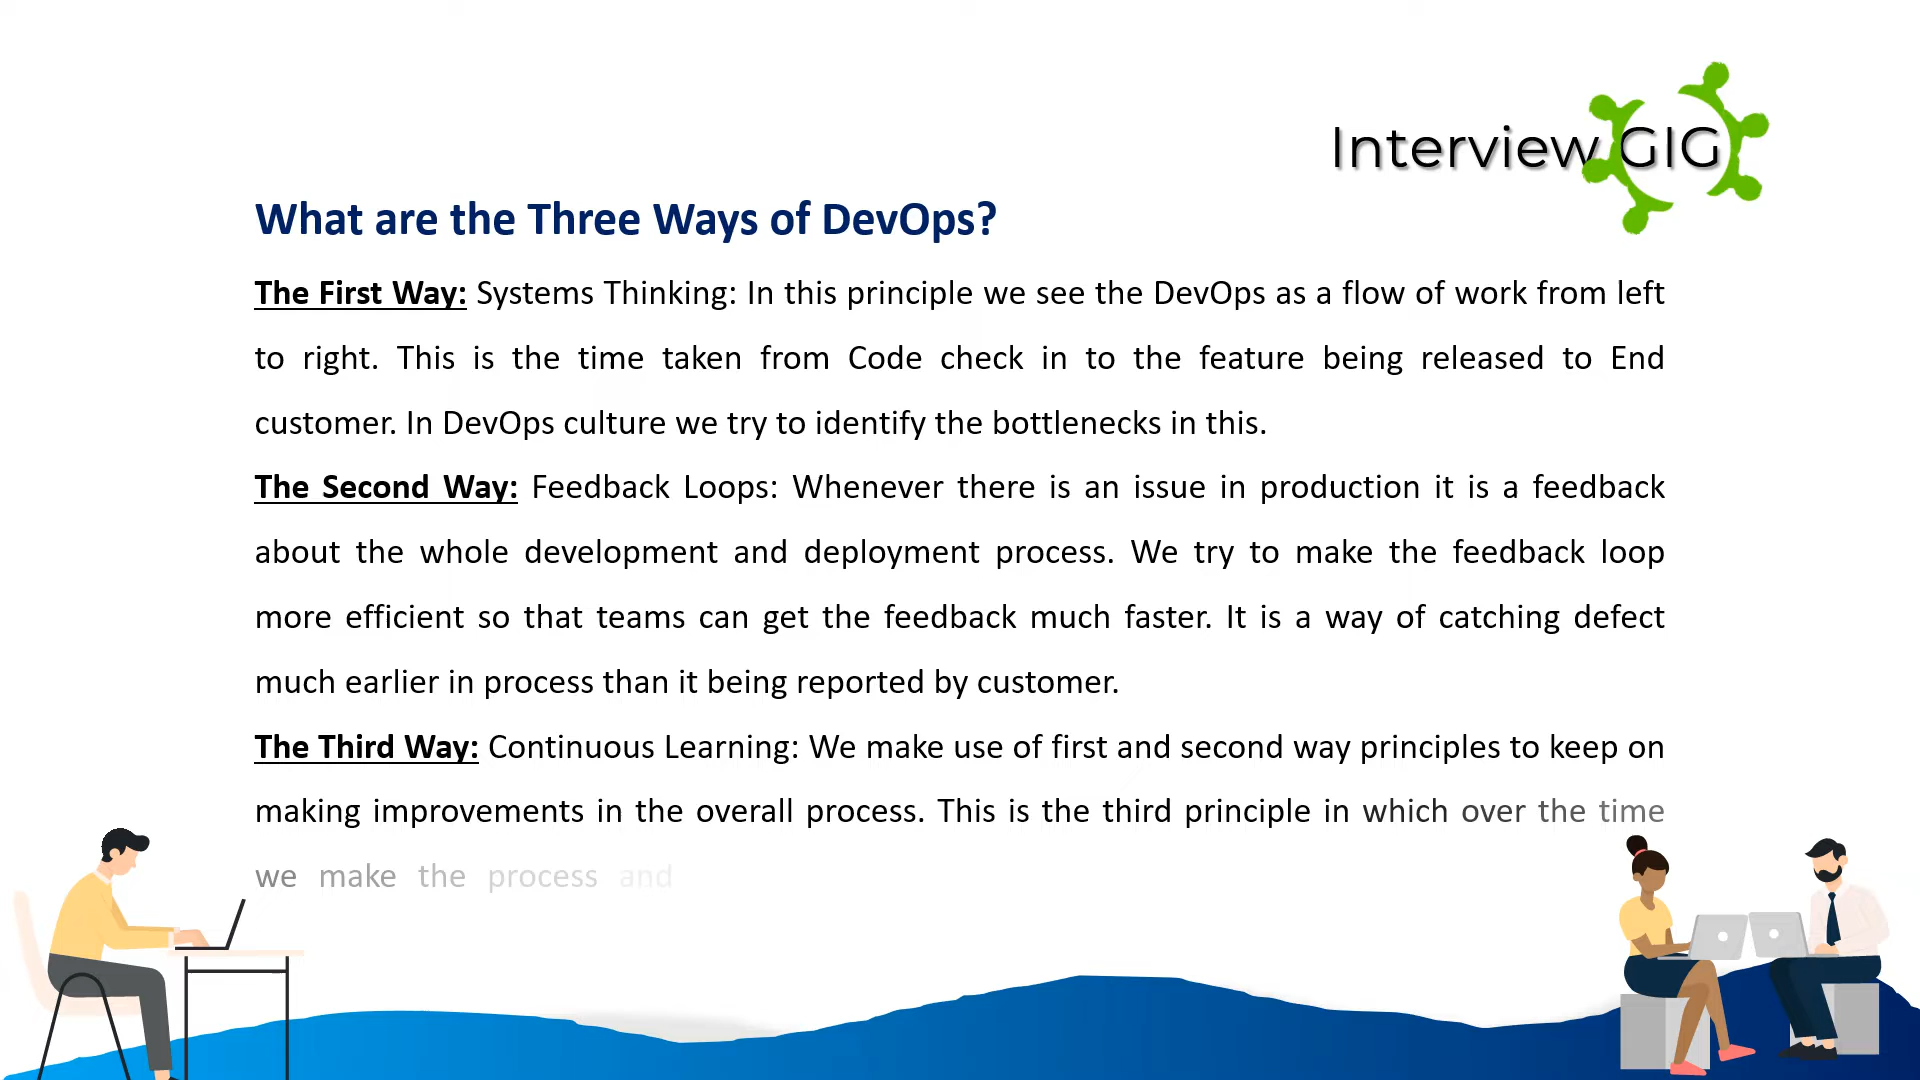 Interview GIG
What are the Three Ways of DevOps?
The First Way: Systems Thinking: In this principle we see the DevOps as a flow of work from left
to right. This is the time taken from Code check in to the feature being released to End
customer. In DevOps culture we try to identify the bottlenecks in this.
The Second Way: Feedback Loops: Whenever there is an issue in production it is a feedback
about the whole development and deployment process. We try to make the feedback loop
more efficient so that teams can get the feedback much faster. It is a way of catching defect
much earlier in process than it being reported by customer.
The Third Way: Continuous Learning: We make use of first and second way principles to keep on
making improvements in the overall process. This is the third principle in which over the time
we make the process and